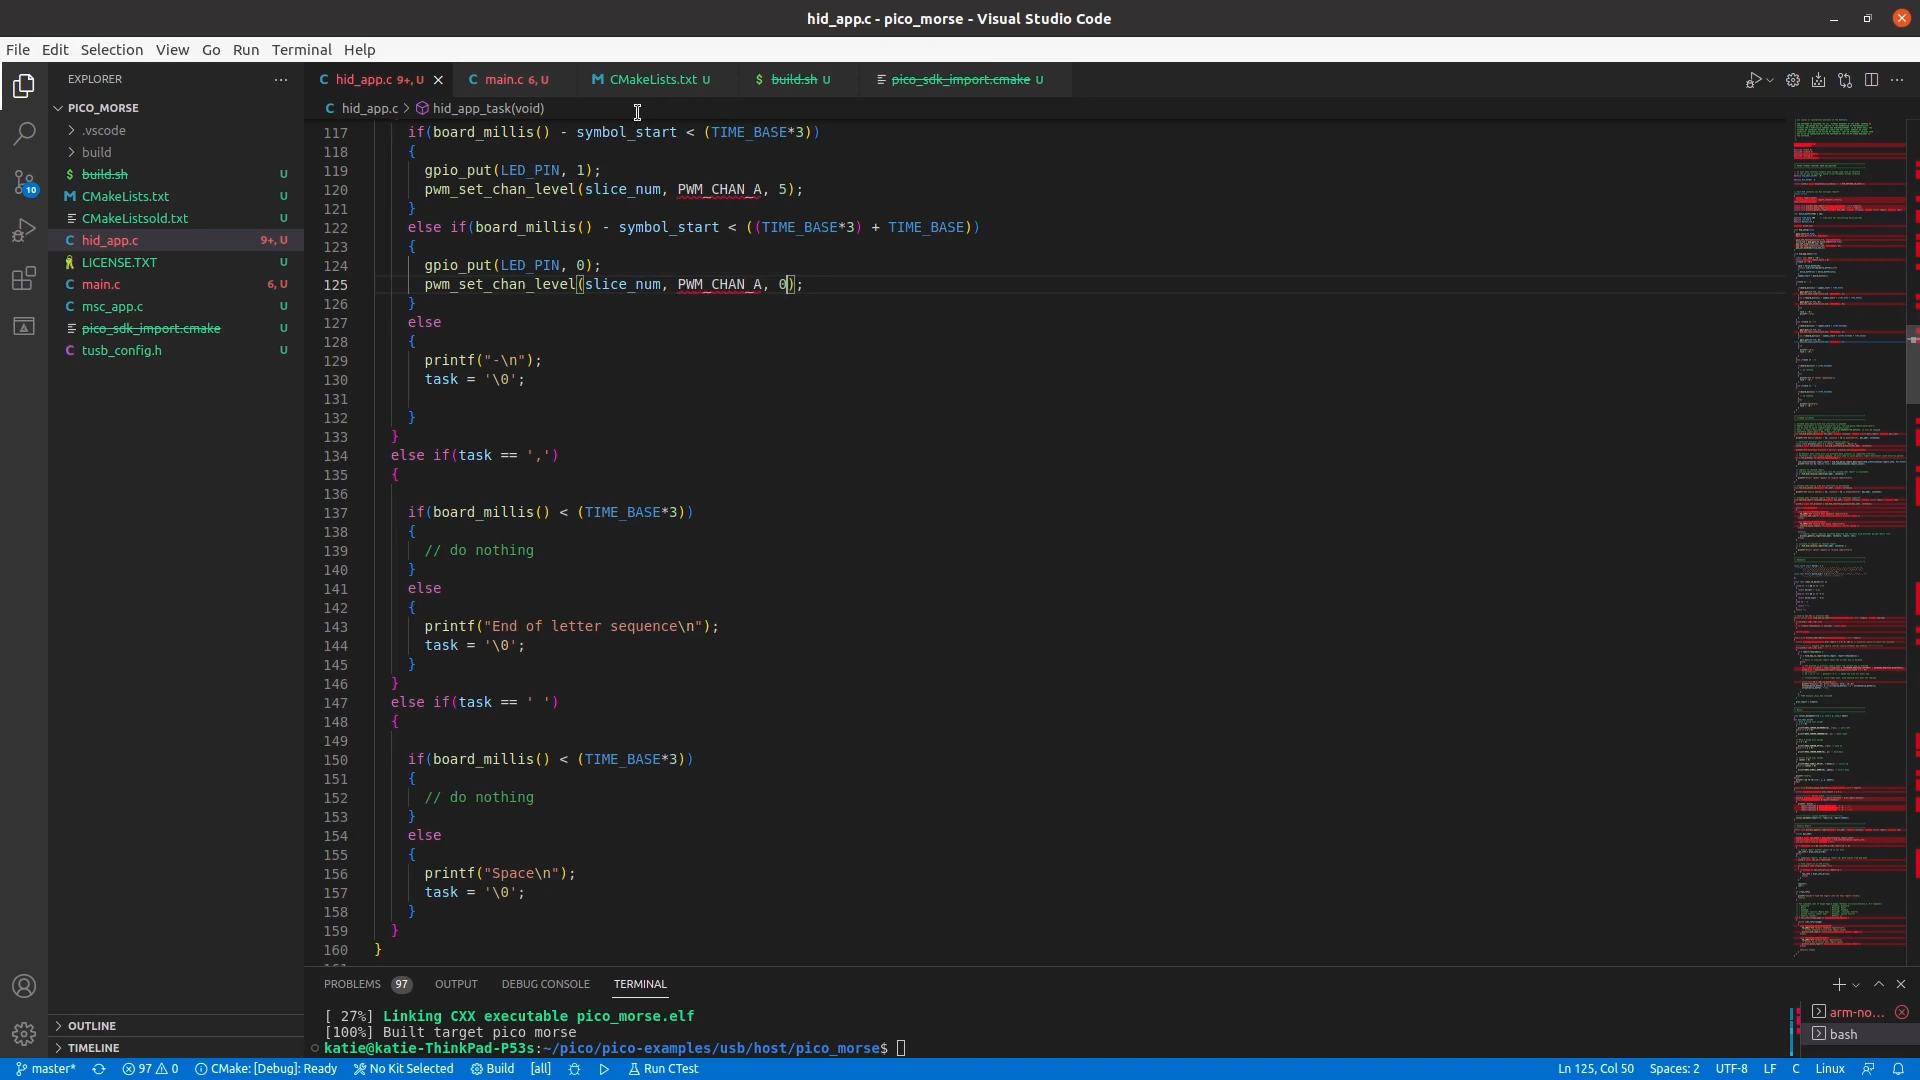 hid_app.c - pico_morse - Visual Studio Code
File Edit Selection View Go Run Terminal Help
EXPLORER
PICO_MORSE
.vscode
build
build.sh U
CMakeLists.txt U
CMakeListsold.txt U
hid_app.c 9+, U
LICENSE.TXT U
main.c 6, U
msc_app.c U
pico_sdk_import.cmake U
tusb_config.h U
OUTLINE
TIMELINE
10
hid_app.c 9+, U main.c 6, U CMakeLists.txt U build.sh U pico_sdk_import.cmake U
hid_app.c > hid_app_task(void)
117 if(board_millis() - symbol_start < (TIME_BASE*3))
118 {
119 gpio_put(LED_PIN, 1);
120 pwm_set_chan_level(slice_num, PWM_CHAN_A, 5);
121 }
122 else if(board_millis() - symbol_start < ((TIME_BASE*3) + TIME_BASE))
123 {
124 gpio_put(LED_PIN, 0);
125 pwm_set_chan_level(slice_num, PWM_CHAN_A, 0);
126 }
127 else
128 {
129 printf("-\n");
130 task = '\0';
131
132 }
133 }
134 else if(task == ',')
135 {
136
137 if(board_millis() < (TIME_BASE*3))
138 {
139 // do nothing
140 }
141 else
142 {
143 printf("End of letter sequence\n");
144 task = '\0';
145 }
146 }
147 else if(task == ' ')
148 {
149
150 if(board_millis() < (TIME_BASE*3))
151 {
152 // do nothing
153 }
154 else
155 {
156 printf("Space\n");
157 task = '\0';
158 }
159 }
160 }
PROBLEMS 97 OUTPUT DEBUG CONSOLE TERMINAL
[ 27%] Linking CXX executable pico_morse.elf
[100%] Built target pico_morse
katie@katie-ThinkPad-P53s:~/pico/pico-examples/usb/host/pico_morse$
arm-no...
bash
master* 97 0 CMake: [Debug]: Ready No Kit Selected Build [all] Run CTest Ln 125, Col 50 Spaces: 2 UTF-8 LF C Linux